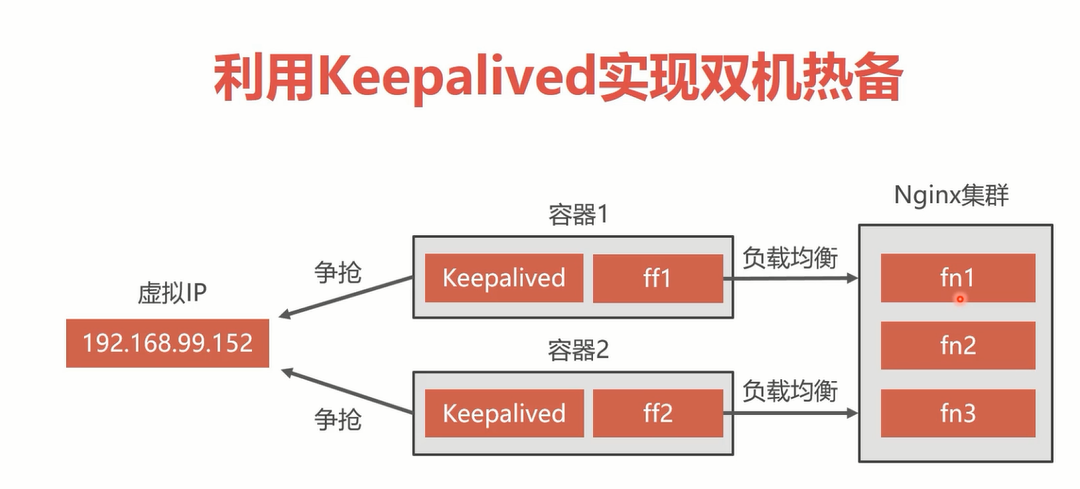 利用Keepalived实现双机热备
Nginx集群
容器1
争抢
Keepalived
ff1
负载均衡
fn1
虚拟IP
192.168.99.152
fn2
容器2
争抢
Keepalived
ff2
负载均衡
fn3